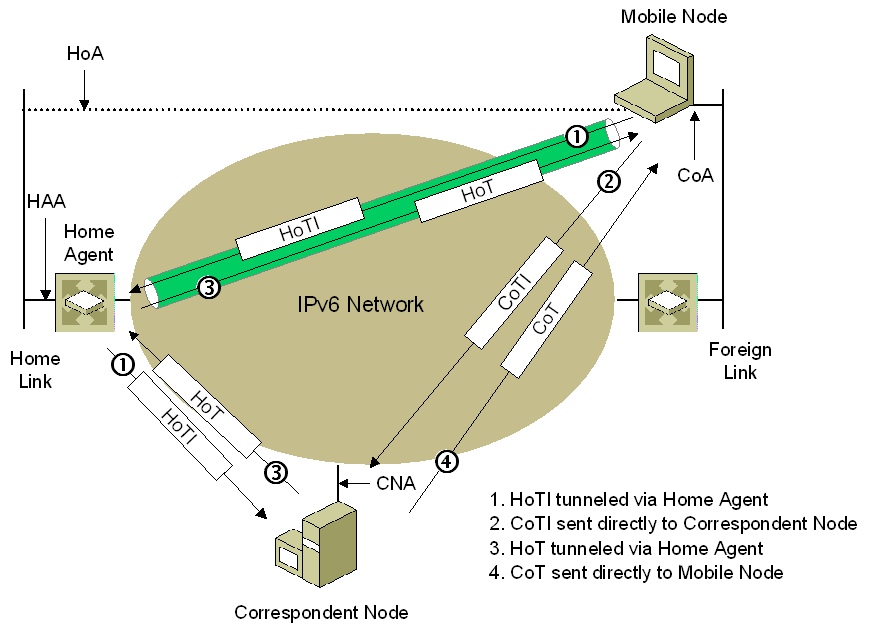 Mobile Node
HoA
①
CoA
②
HoT
HAA
Home
Agent
HoTI
③
IPv6 Network
CoTI
CoT
Home
Link
①
Foreign
Link
HoT
HoTI
③
④
CNA
1. HoTI tunneled via Home Agent
2. CoTI sent directly to Correspondent Node
3. HoT tunneled via Home Agent
4. CoT sent directly to Mobile Node
Correspondent Node